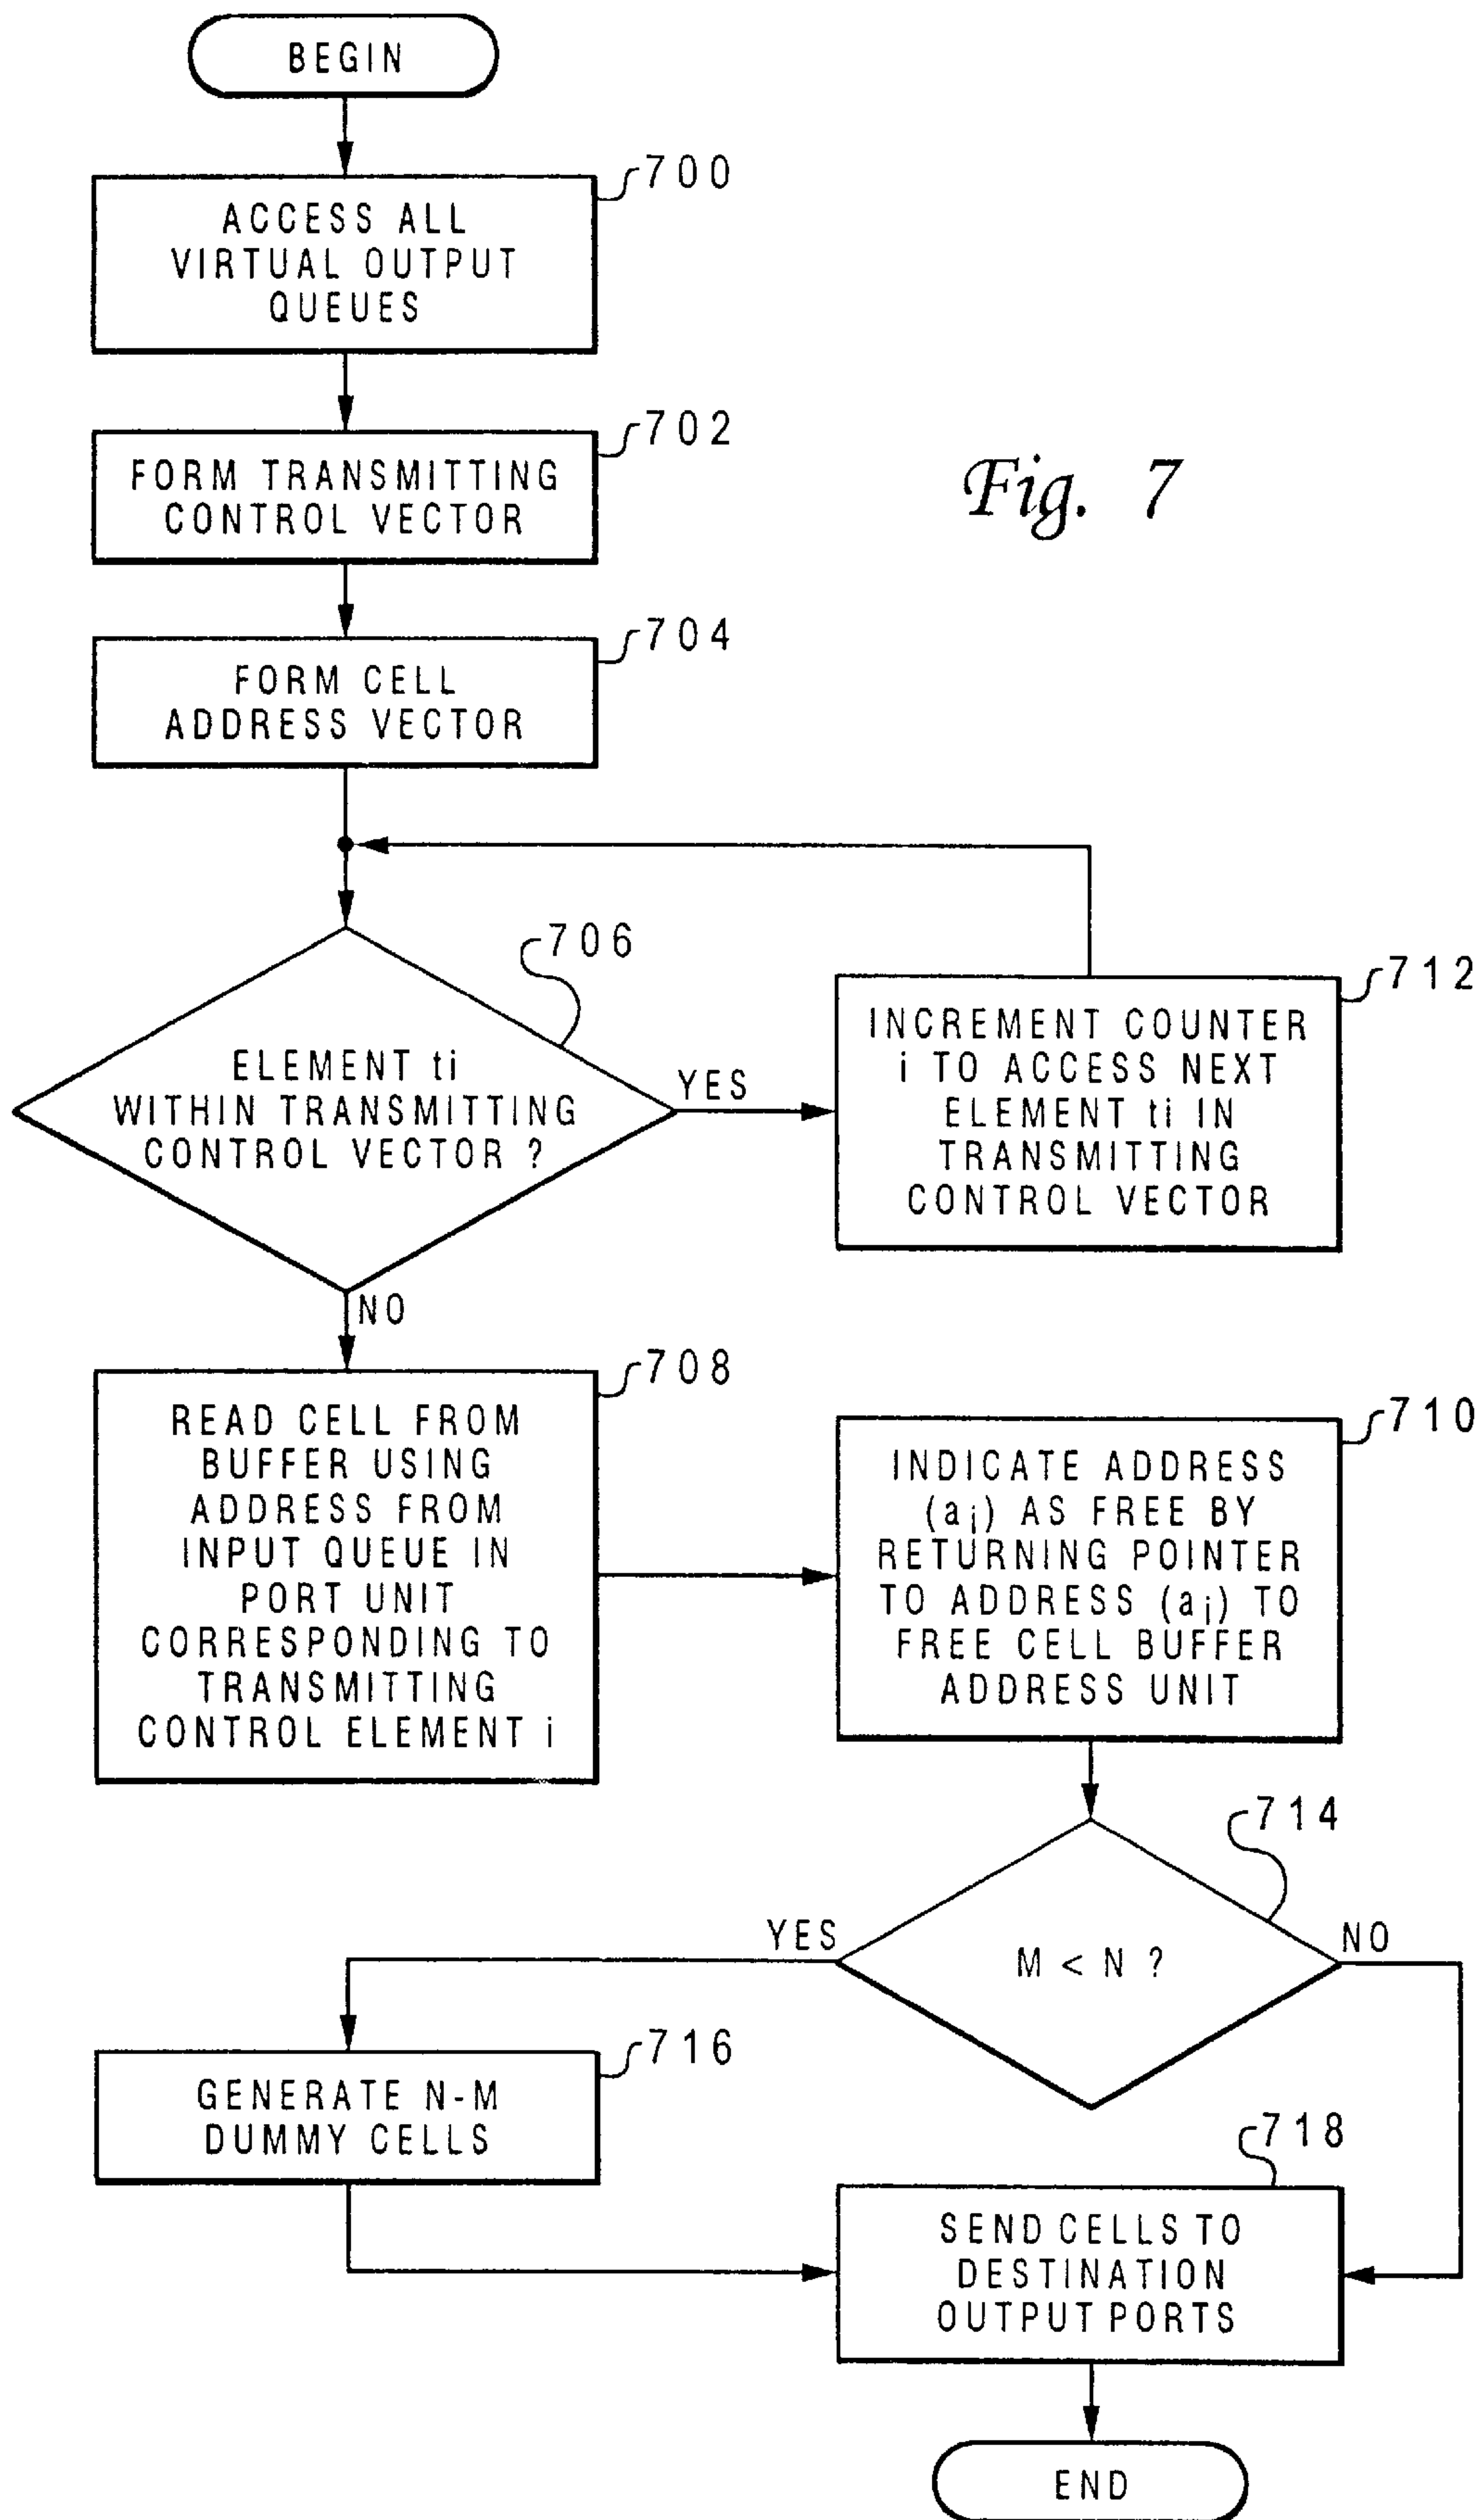 BEGIN
700
ACCESS ALL
VIRTUAL OUTPUT
QUEUES
702
FORM TRANSMITTING
CONTROL VECTOR
Fig. 7
704
FORM CELL
ADDRESS VECTOR
706
ELEMENT ti
WITHIN TRANSMITTING
CONTROL VECTOR ?
YES
712
INCREMENT COUNTER
i TO ACCESS NEXT
ELEMENT ti IN
TRANSMITTING
CONTROL VECTOR
NO
708
READ CELL FROM
BUFFER USING
ADDRESS FROM
INPUT QUEUE IN
PORT UNIT
CORRESPONDING TO
TRANSMITTING
CONTROL ELEMENT i
710
INDICATE ADDRESS
(ai) AS FREE BY
RETURNING POINTER
TO ADDRESS (ai) TO
FREE CELL BUFFER
ADDRESS UNIT
714
M < N ?
YES
NO
716
GENERATE N-M
DUMMY CELLS
718
SEND CELLS TO
DESTINATION
OUTPUT PORTS
END